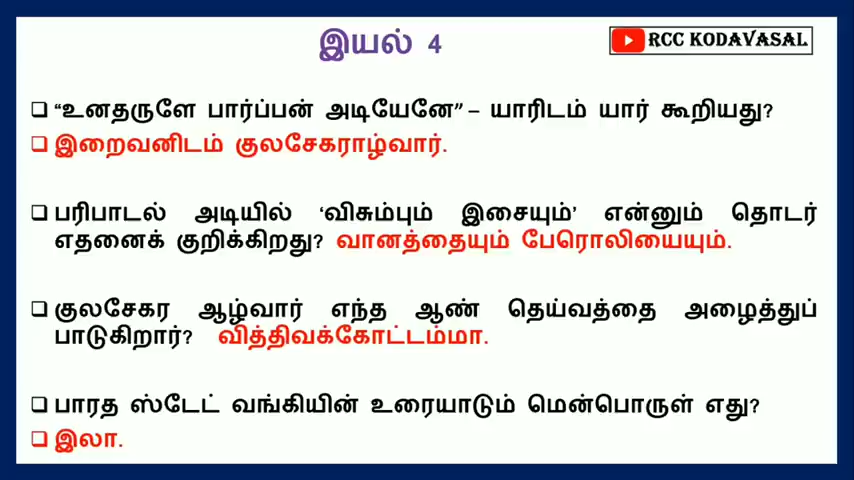 இயல் 4
RCC KODAVASAL
“உனதருளே பார்ப்பன் அடியேனே” – யாரிடம் யார் கூறியது?
இறைவனிடம் குலசேகராழ்வார்.
பரிபாடல் அடியில் ‘விசும்பும் இசையும்’ என்னும் தொடர்
எதனைக் குறிக்கிறது? வானத்தையும் பேரொலியையும்.
குலசேகர ஆழ்வார் எந்த ஆண் தெய்வத்தை அழைத்துப்
பாடுகிறார்? வித்திவக்கோட்டம்மா.
பாரத ஸ்டேட் வங்கியின் உரையாடும் மென்பொருள் எது?
இலா.